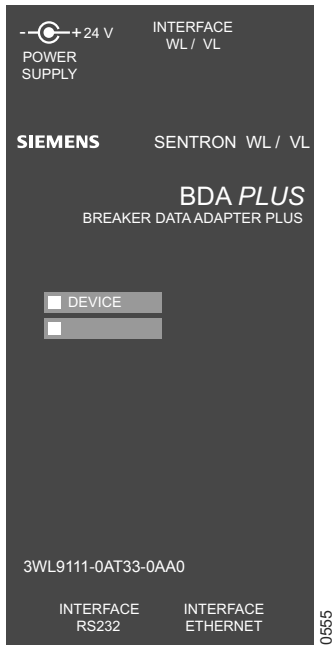 - + 24 V
POWER
SUPPLY
INTERFACE
WL / VL
SIEMENS
SENTRON WL / VL
BDA PLUS
BREAKER DATA ADAPTER PLUS
DEVICE
3WL9111-0AT33-0AA0
INTERFACE
RS232
INTERFACE
ETHERNET
0555